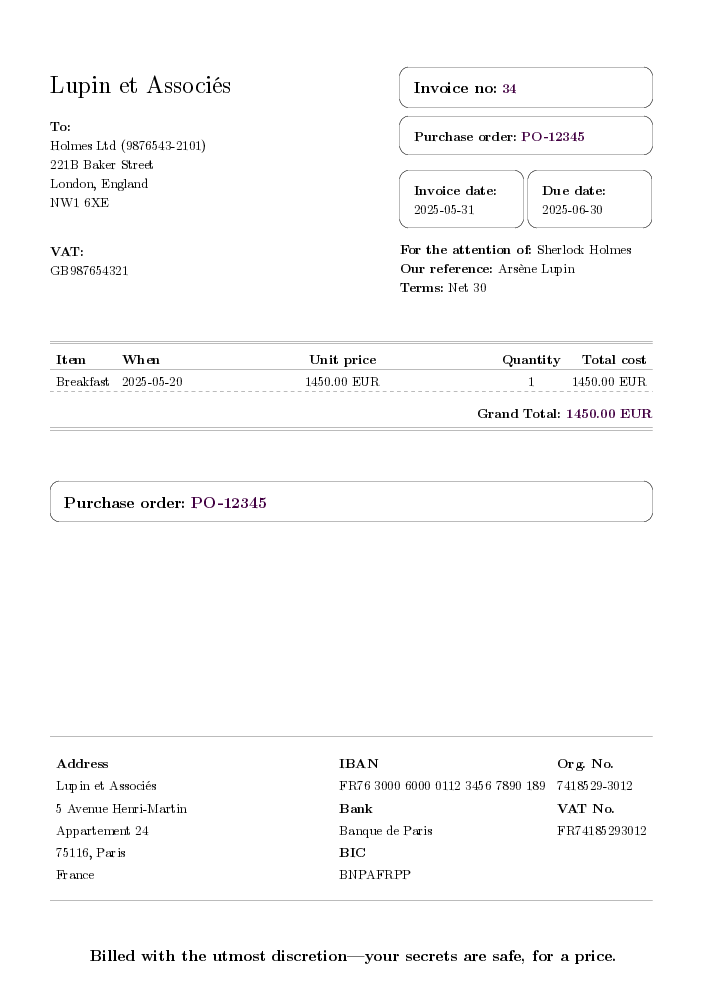 Lupin et Associés
To:
Holmes Ltd (9876543-2101)
221B Baker Street
London, England
NW1 6XE
VAT:
GB987654321
Invoice no: 34
Purchase order: PO-12345
Invoice date:
2025-05-31
Due date:
2025-06-30
For the attention of: Sherlock Holmes
Our reference: Arsène Lupin
Terms: Net 30
Item When Unit price Quantity Total cost
Breakfast 2025-05-20 1450.00 EUR 1 1450.00 EUR
Grand Total: 1450.00 EUR
Purchase order: PO-12345
Address
Lupin et Associés
5 Avenue Henri-Martin
Appartement 24
75116, Paris
France
IBAN
FR76 3000 6000 0112 3456 7890 189
Bank
Banque de Paris
BIC
BNPAFRPP
Org. No.
7418529-3012
VAT No.
FR74185293012
Billed with the utmost discretion—your secrets are safe, for a price.